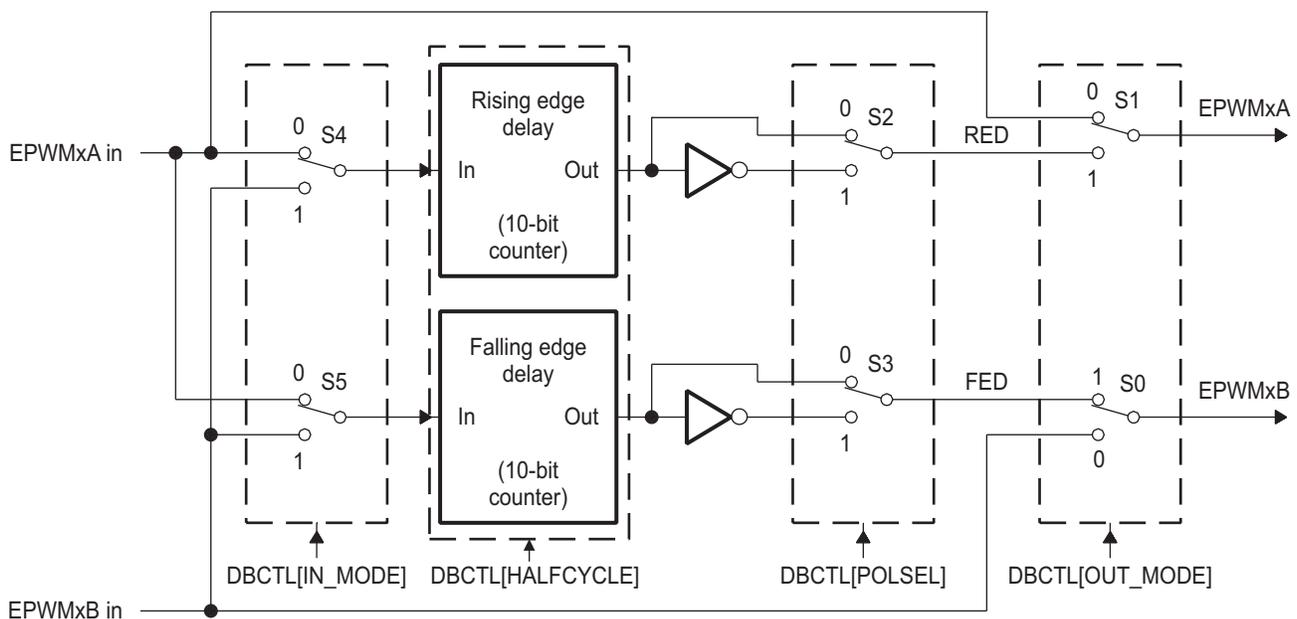 0
S1
EPWMxA
Rising edge
delay
0
S2
RED
0
S4
EPWMxA in
In
Out
1
1
1
(10-bit
counter)
Falling edge
delay
0
S3
FED
1
S0
EPWMxB
0
S5
In
Out
1
0
1
(10-bit
counter)
DBCTL[IN_MODE]
DBCTL[HALFCYCLE]
DBCTL[POLSEL]
DBCTL[OUT_MODE]
EPWMxB in